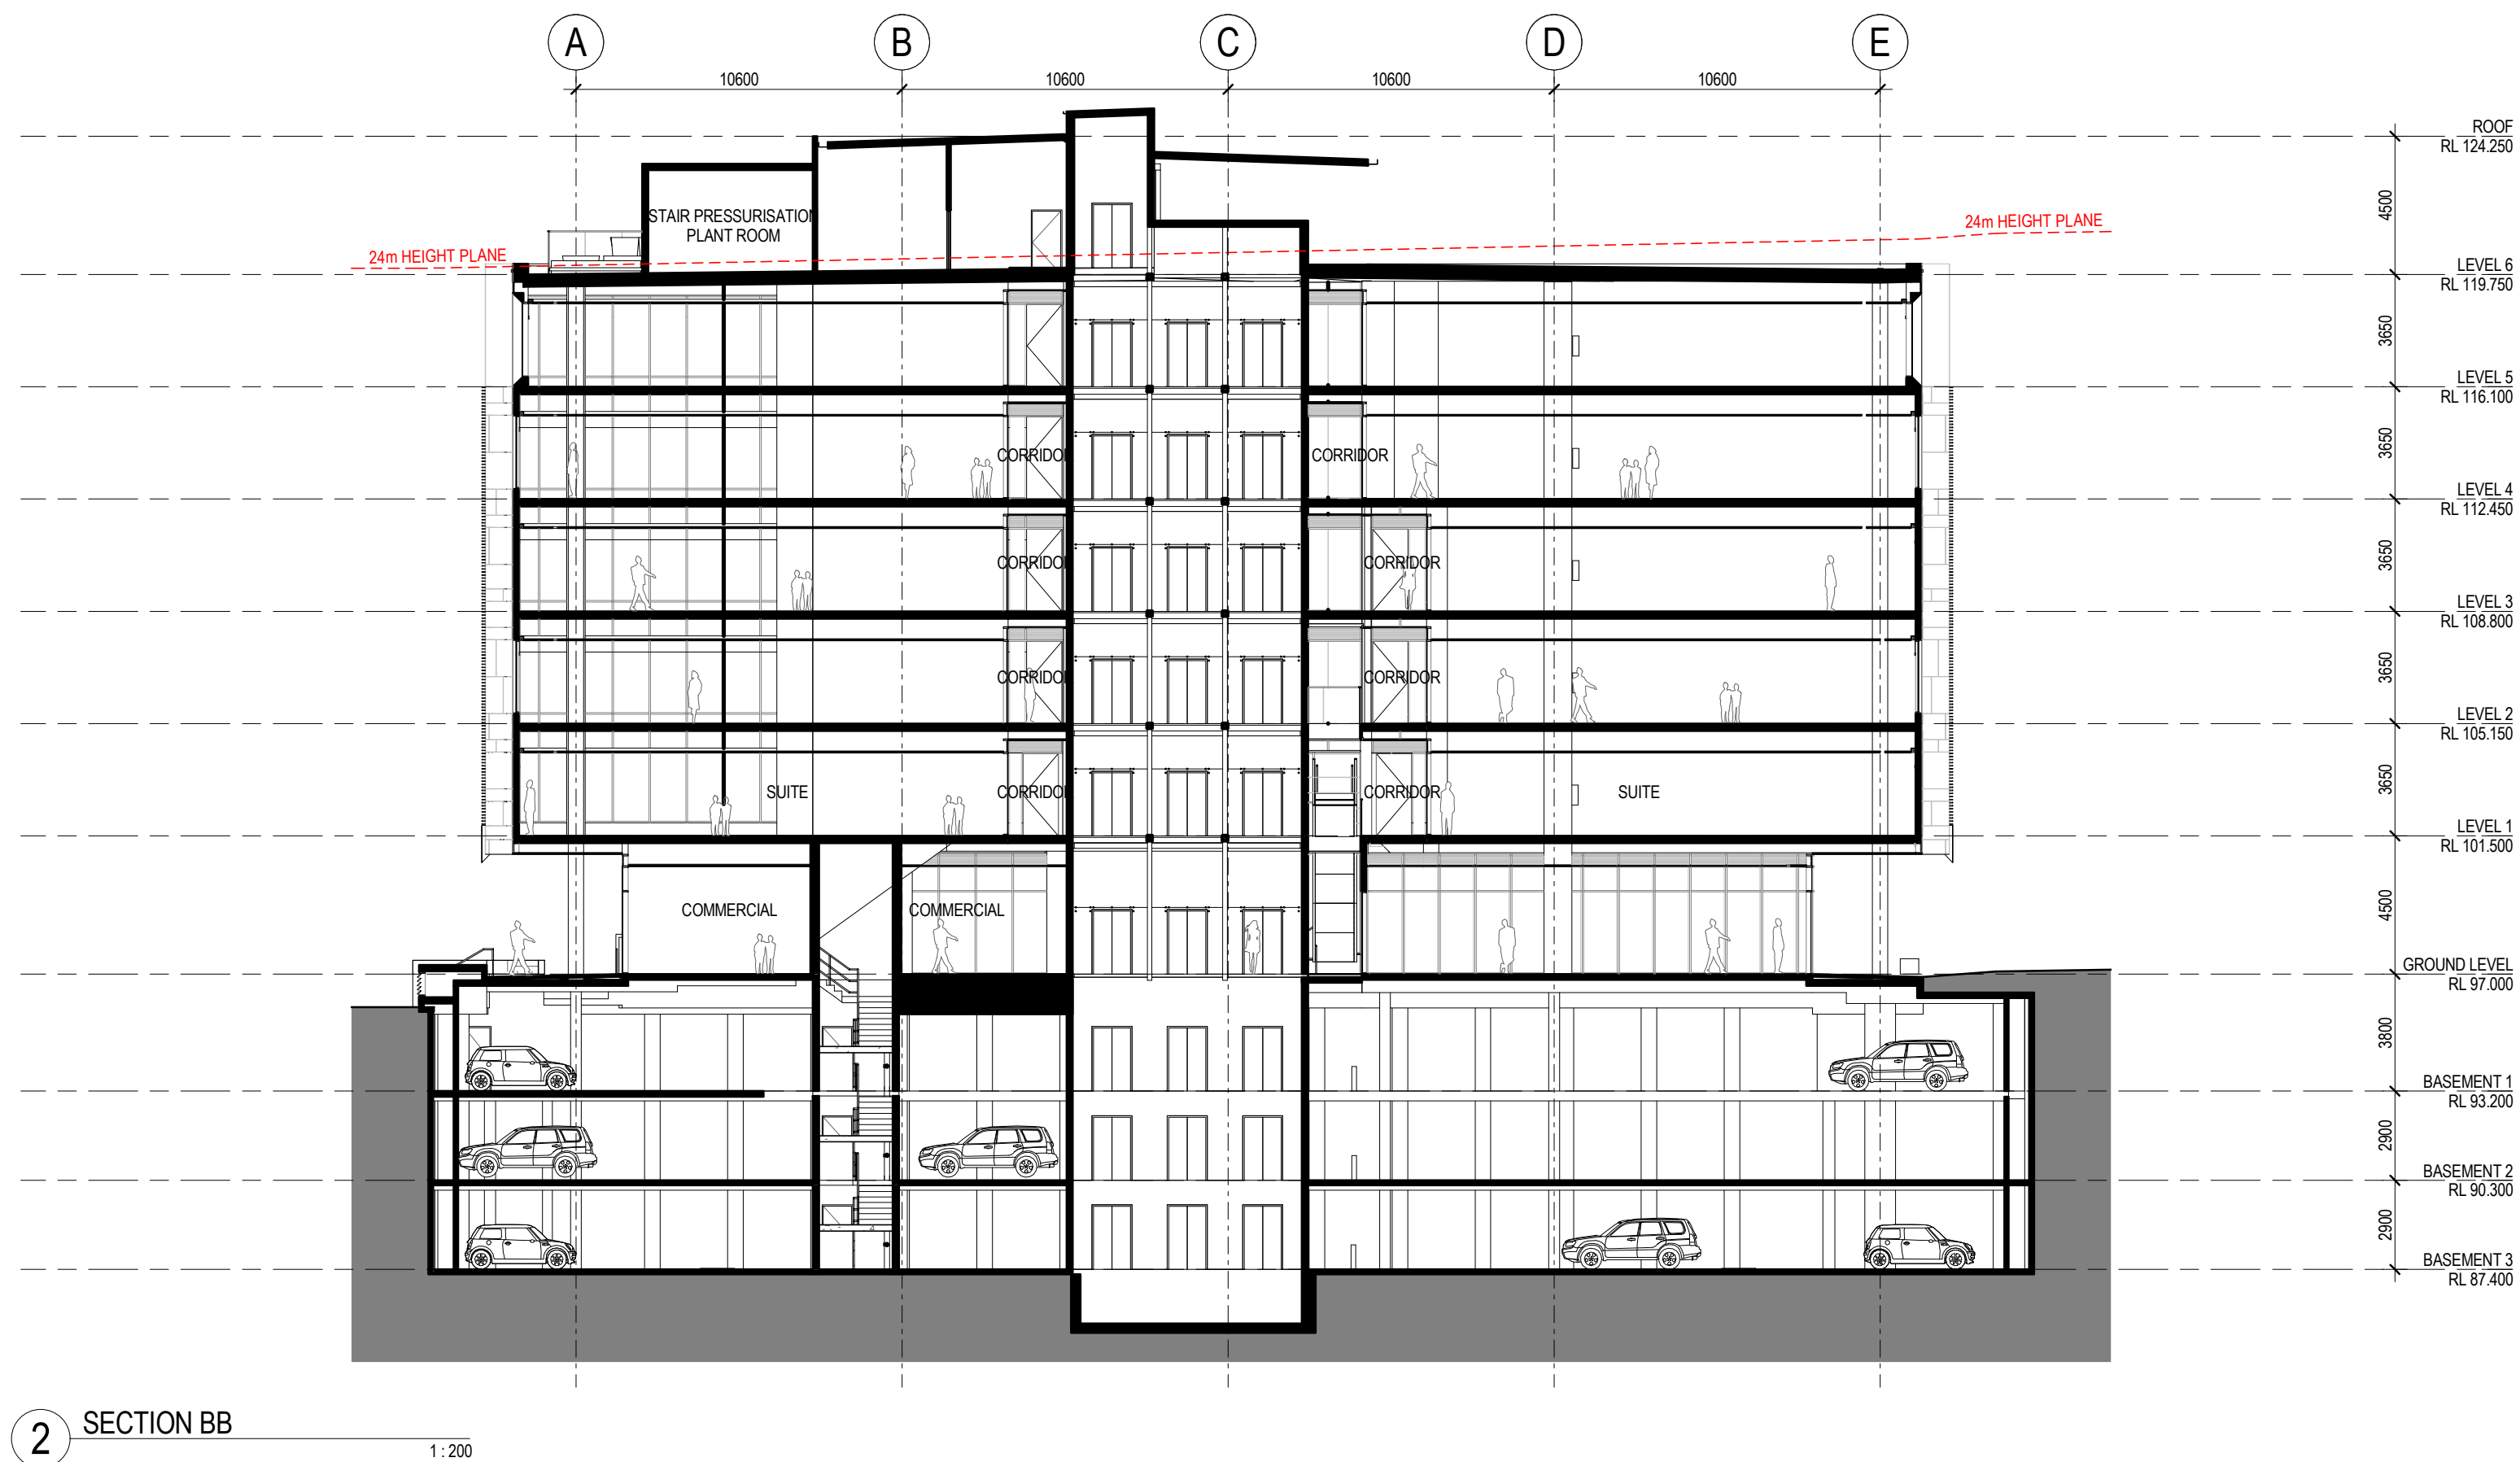 A B C D E
10600 10600 10600 10600
ROOF
RL 124.250
4500
STAIR PRESSURISATION
PLANT ROOM
24m HEIGHT PLANE
24m HEIGHT PLANE
LEVEL 6
RL 119.750
3650
LEVEL 5
RL 116.100
3650
CORRIDOR CORRIDOR
LEVEL 4
RL 112.450
3650
CORRIDOR CORRIDOR
LEVEL 3
RL 108.800
3650
CORRIDOR CORRIDOR
LEVEL 2
RL 105.150
3650
SUITE CORRIDOR CORRIDOR SUITE
LEVEL 1
RL 101.500
4500
COMMERCIAL COMMERCIAL
GROUND LEVEL
RL 97.000
3800
BASEMENT 1
RL 93.200
2900
BASEMENT 2
RL 90.300
2900
BASEMENT 3
RL 87.400
2 SECTION BB
1 : 200